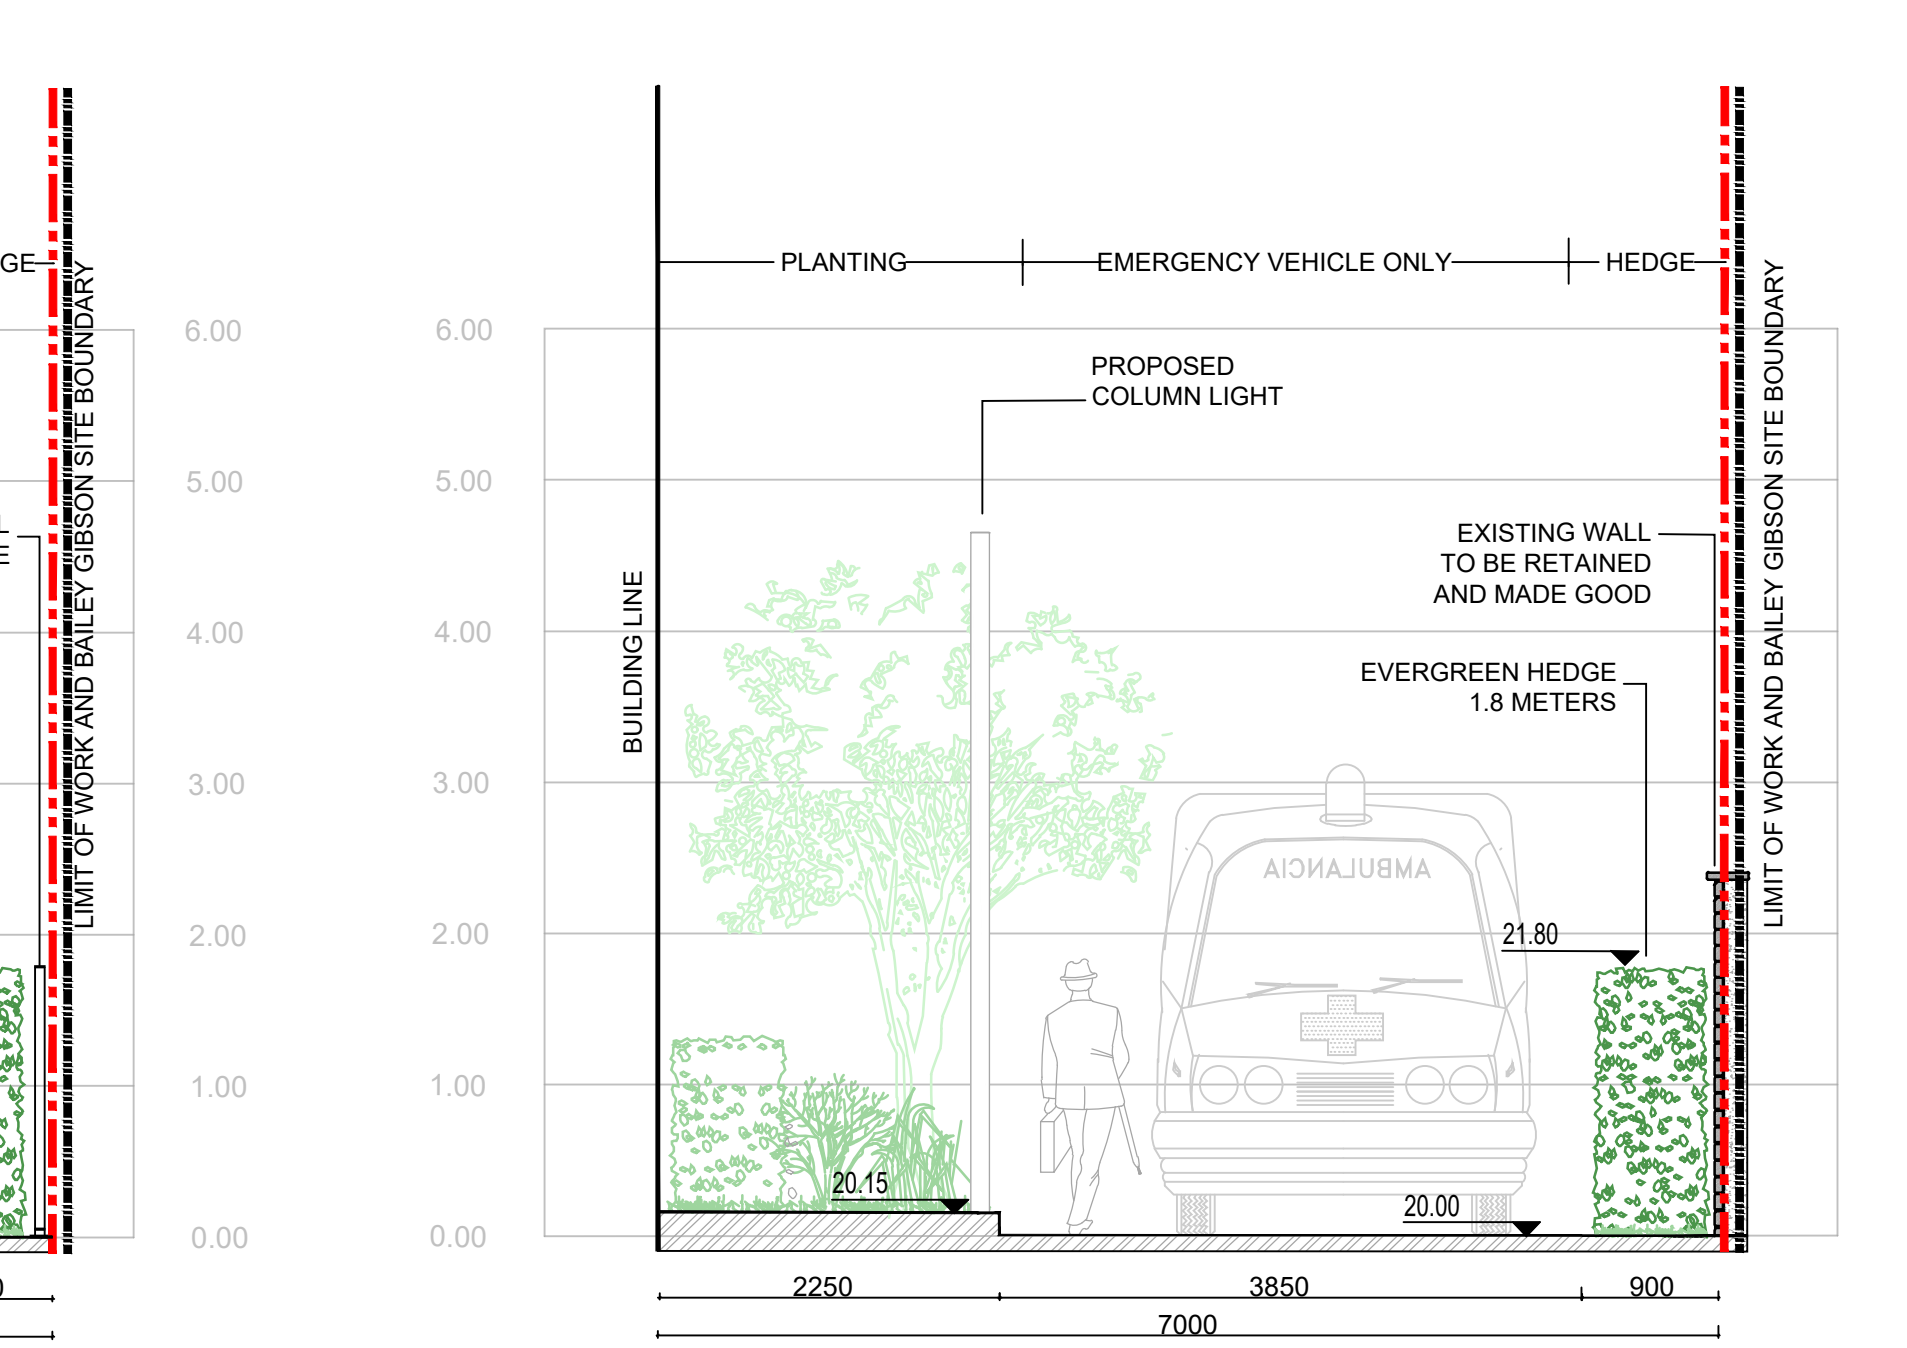 GE
PLANTING
EMERGENCY VEHICLE ONLY
HEDGE
LIMIT OF WORK AND BAILEY GIBSON SITE BOUNDARY
6.00
5.00
4.00
3.00
2.00
1.00
0.00
6.00
5.00
4.00
3.00
2.00
1.00
0.00
BUILDING LINE
PROPOSED
COLUMN LIGHT
EXISTING WALL
TO BE RETAINED
AND MADE GOOD
EVERGREEN HEDGE
1.8 METERS
LIMIT OF WORK AND BAILEY GIBSON SITE BOUNDARY
AMBULANCIA
21.80
20.15
20.00
2250
3850
900
7000